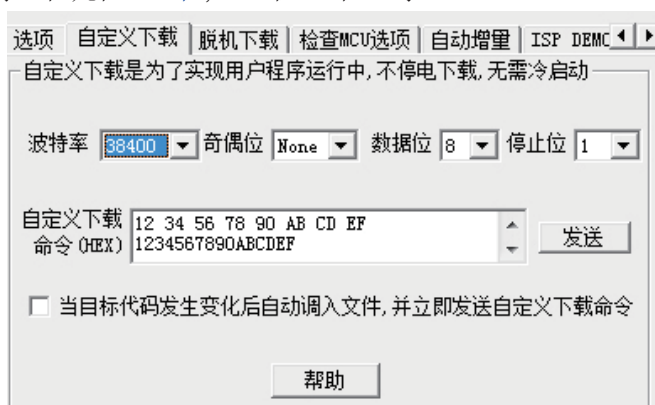 选项 自定义下载 脱机下载 检查MCU选项 自动增量 ISP DEMO
自定义下载是为了实现用户程序运行中,不停电下载,无需冷启动
波特率 38400 奇偶位 None 数据位 8 停止位 1
自定义下载 12 34 56 78 90 AB CD EF
命令(HEX) 1234567890ABCDEF 发送
当目标代码发生变化后自动调入文件,并立即发送自定义下载命令
帮助